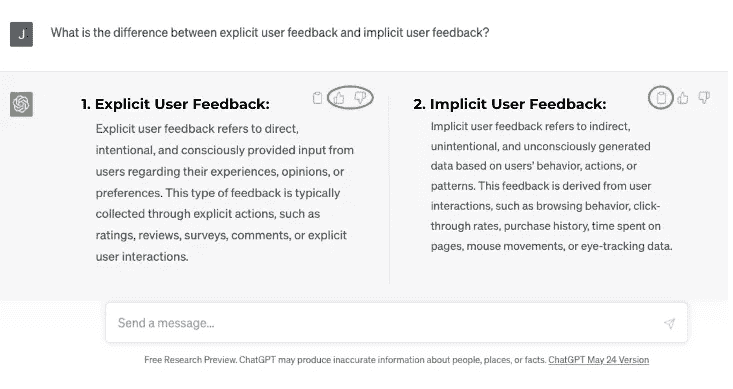 J
What is the difference between explicit user feedback and implicit user feedback?
1. Explicit User Feedback:
Explicit user feedback refers to direct,
intentional, and consciously provided input from
users regarding their experiences, opinions, or
preferences. This type of feedback is typically
collected through explicit actions, such as
ratings, reviews, surveys, comments, or explicit
user interactions.
2. Implicit User Feedback:
Implicit user feedback refers to indirect,
unintentional, and unconsciously generated
data based on users' behavior, actions, or
patterns. This feedback is derived from user
interactions, such as browsing behavior, click-
through rates, purchase history, time spent on
pages, mouse movements, or eye-tracking data.
Send a message...
Free Research Preview. ChatGPT may produce inaccurate information about people, places, or facts. ChatGPT May 24 Version